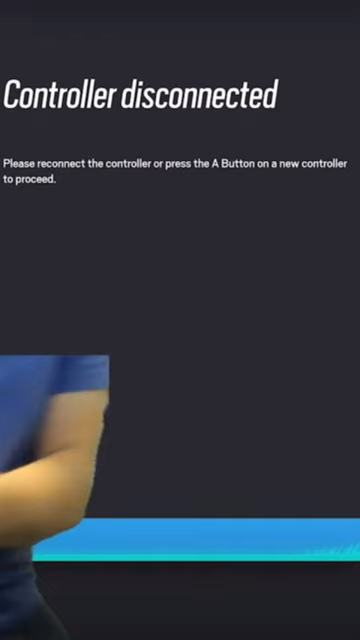 Controller disconnected
Please reconnect the controller or press the A Button on a new controller
to proceed.